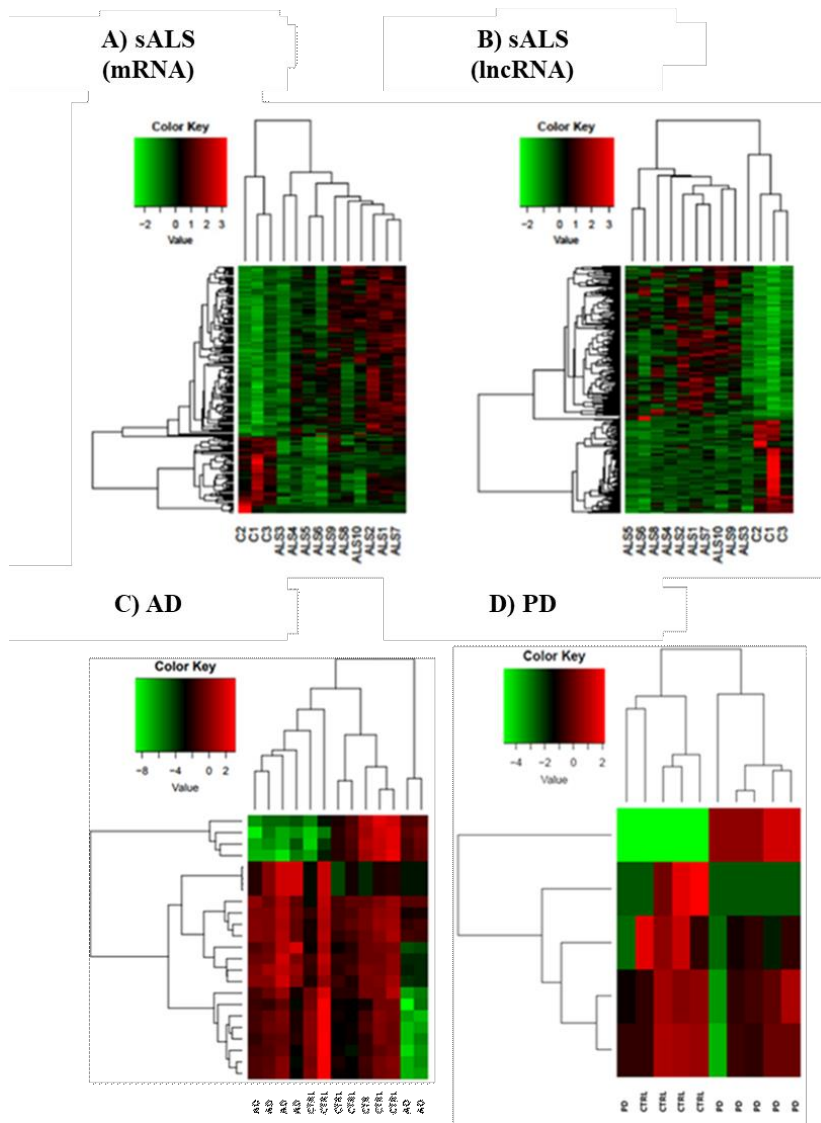 A) sALS
(mRNA)
B) sALS
(lncRNA)
Color Key
-2 0 1 2 3
Value
Color Key
-2 0 1 2 3
Value
C2 C1 C3 ALS3 ALS4 ALS5 ALS6 ALS9 ALS8 ALS10 ALS2 ALS1 ALS7
ALS5 ALS6 ALS8 ALS4 ALS2 ALS1 ALS7 ALS10 ALS9 ALS3 C2 C1 C3
C) AD
D) PD
Color Key
-8 -4 0 2
Value
Color Key
-4 -2 0 2
Value
AD AD AD AD CTRL CTRL CTRL CTRL CTR CTRL CTRL AD AD
PD CTRL CTRL CTRL CTRL PD PD PD PD PD